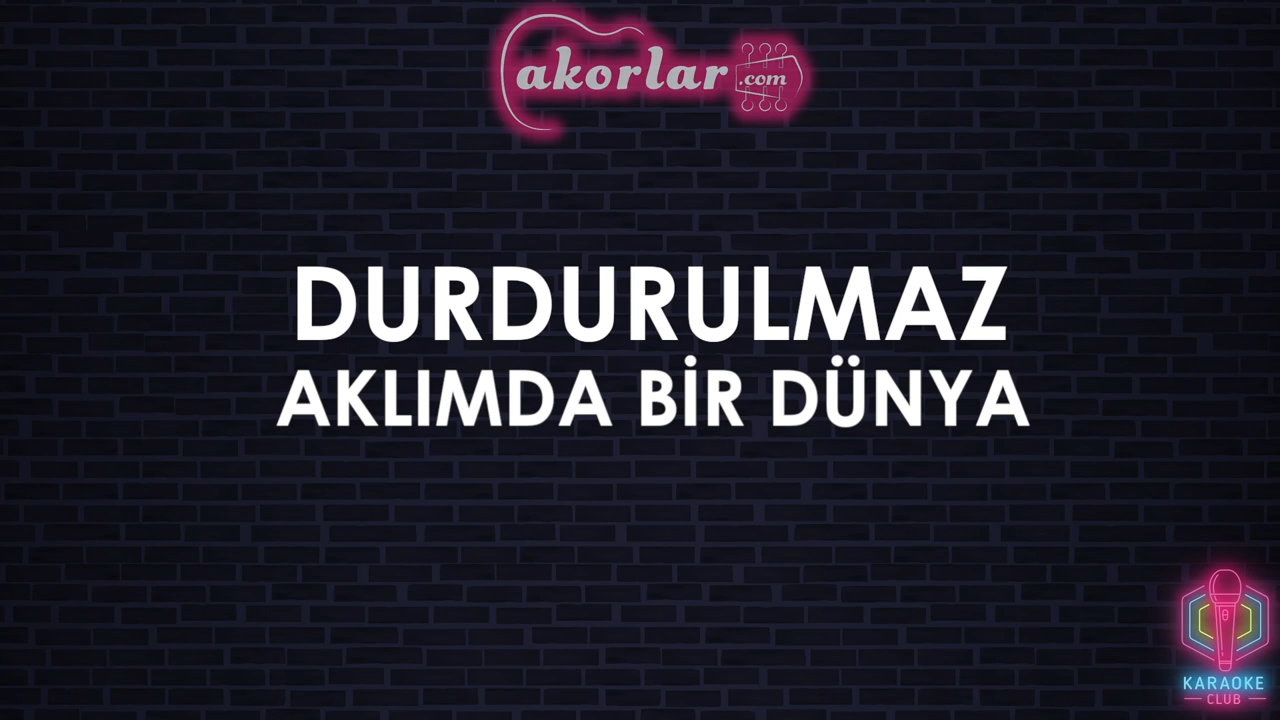 akorlar.com
DURDURULMAZ
AKLIMDA BİR DÜNYA
KARAOKE
CLUB